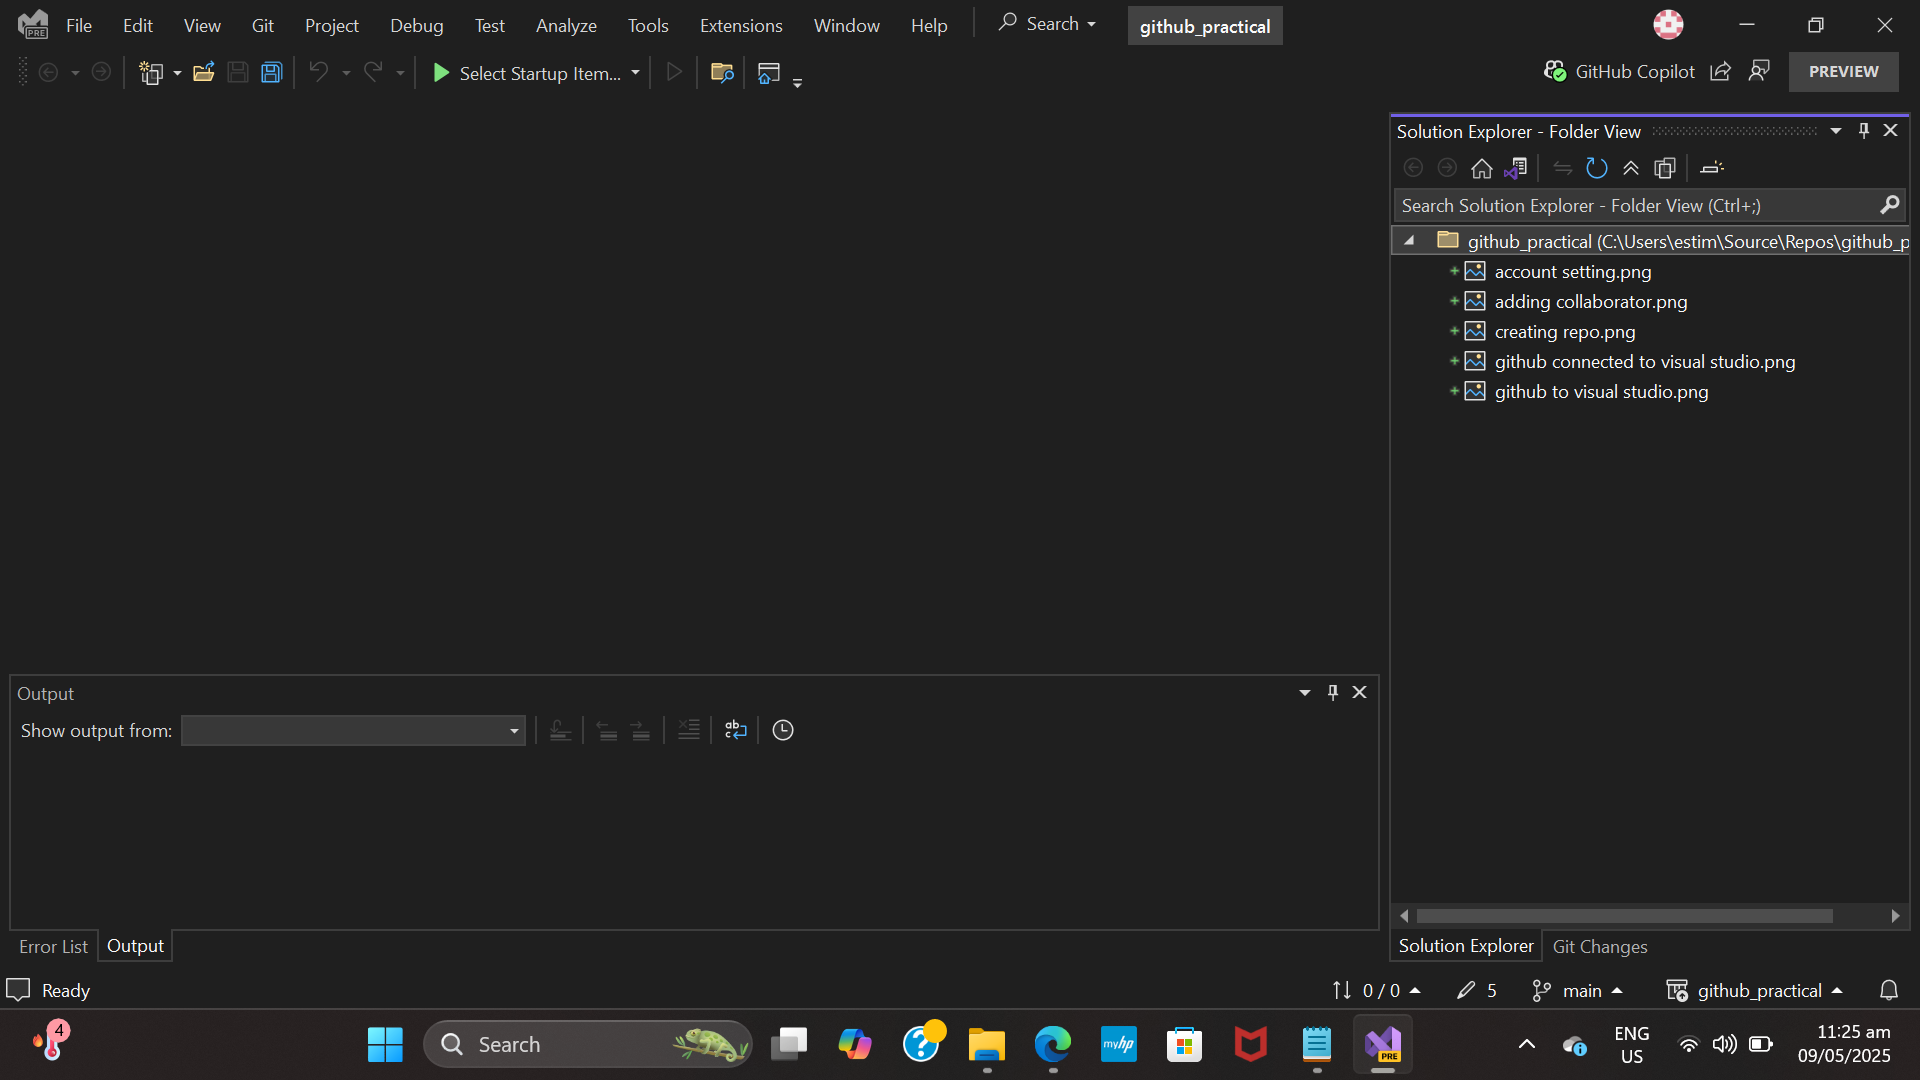 File Edit View Git Project Debug Test Analyze Tools Extensions Window Help Search github_practical
PRE
Select Startup Item... GitHub Copilot PREVIEW
Solution Explorer - Folder View
Search Solution Explorer - Folder View (Ctrl+;)
github_practical (C:\Users\estim\Source\Repos\github_p
account setting.png
adding collaborator.png
creating repo.png
github connected to visual studio.png
github to visual studio.png
Output
Show output from:
ab
c
Error List Output
Solution Explorer Git Changes
Ready 0 / 0 5 main github_practical
4 Search myhp PRE ENG
US
11:25 am
09/05/2025